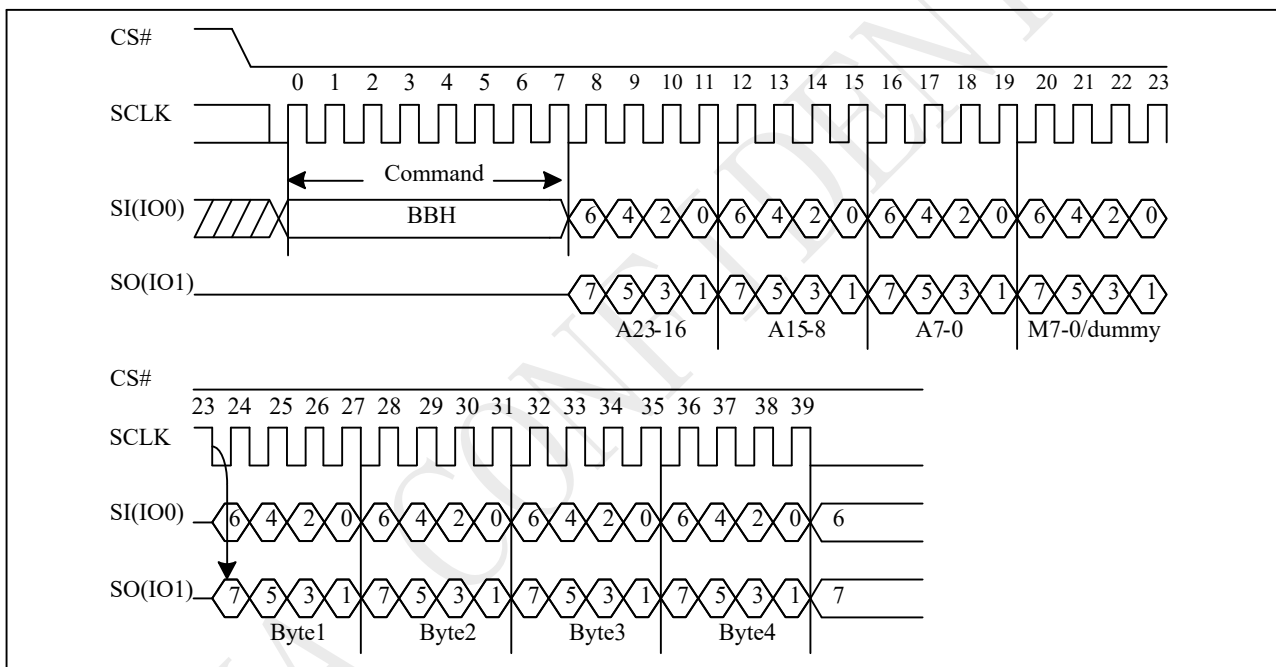 CS#
0 1 2 3 4 5 6 7 8 9 10 11 12 13 14 15 16 17 18 19 20 21 22 23
SCLK
Command
SI(IO0) BBH 6 4 2 0 6 4 2 0 6 4 2 0 6 4 2 0
SO(IO1) 7 5 3 1 7 5 3 1 7 5 3 1 7 5 3 1
A23-16 A15-8 A7-0 M7-0/dummy
CS#
23 24 25 26 27 28 29 30 31 32 33 34 35 36 37 38 39
SCLK
SI(IO0) 6 4 2 0 6 4 2 0 6 4 2 0 6 4 2 0 6
SO(IO1) 7 5 3 1 7 5 3 1 7 5 3 1 7 5 3 1 7
Byte1 Byte2 Byte3 Byte4